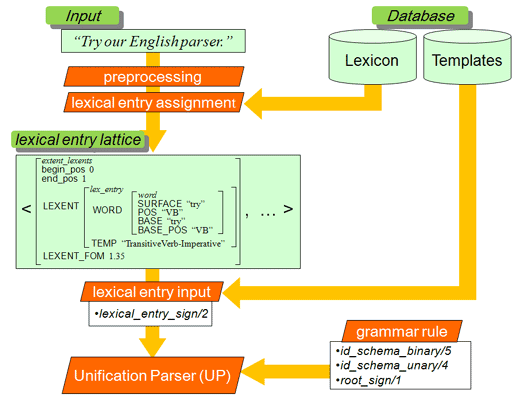 Input
Database
“Try our English parser.”
Lexicon
Templates
preprocessing
lexical entry assignment
lexical entry lattice
extent_lexents
begin_pos 0
end_pos 1
lex_entry
word
SURFACE “try”
LEXENT
WORD
POS “VB”
BASE “try”
BASE_POS “VB”
< , … >
TEMP “TransitiveVerb-Imperative”
LEXENT_FOM 1.35
lexical entry input
•lexical_entry_sign/2
grammar rule
•id_schema_binary/5
•id_schema_unary/4
•root_sign/1
Unification Parser (UP)